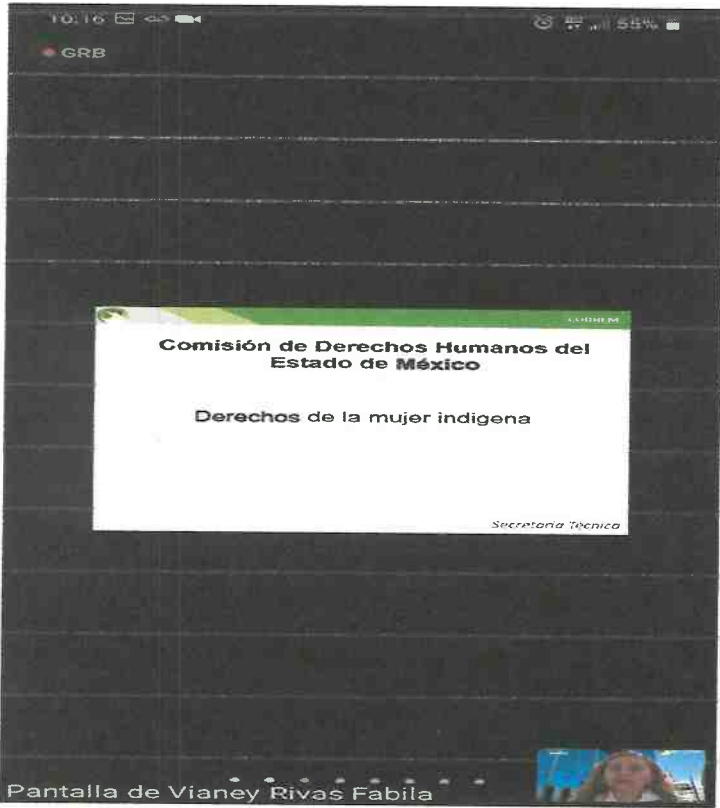 10:16 55%
GRB
CODHEM
Comisión de Derechos Humanos del
Estado de México
Derechos de la mujer indigena
Secretaría Técnica
Pantalla de Vianey Rivas Fabila